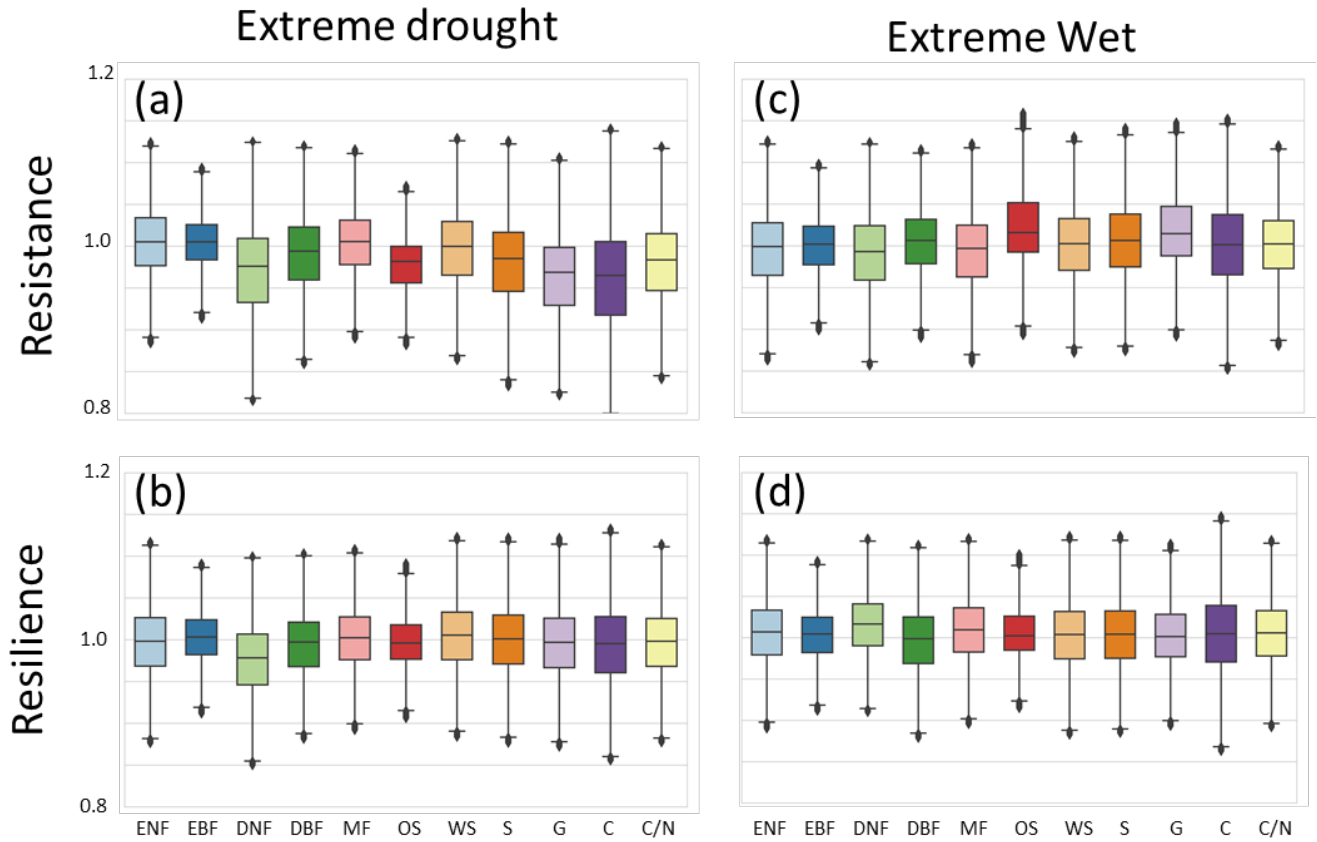 Extreme drought
Extreme Wet
Resistance
1.2
1.0
0.8
(a)
(c)
Resilience
1.2
1.0
0.8
(b)
(d)
ENF EBF DNF DBF MF OS WS S G C C/N
ENF EBF DNF DBF MF OS WS S G C C/N